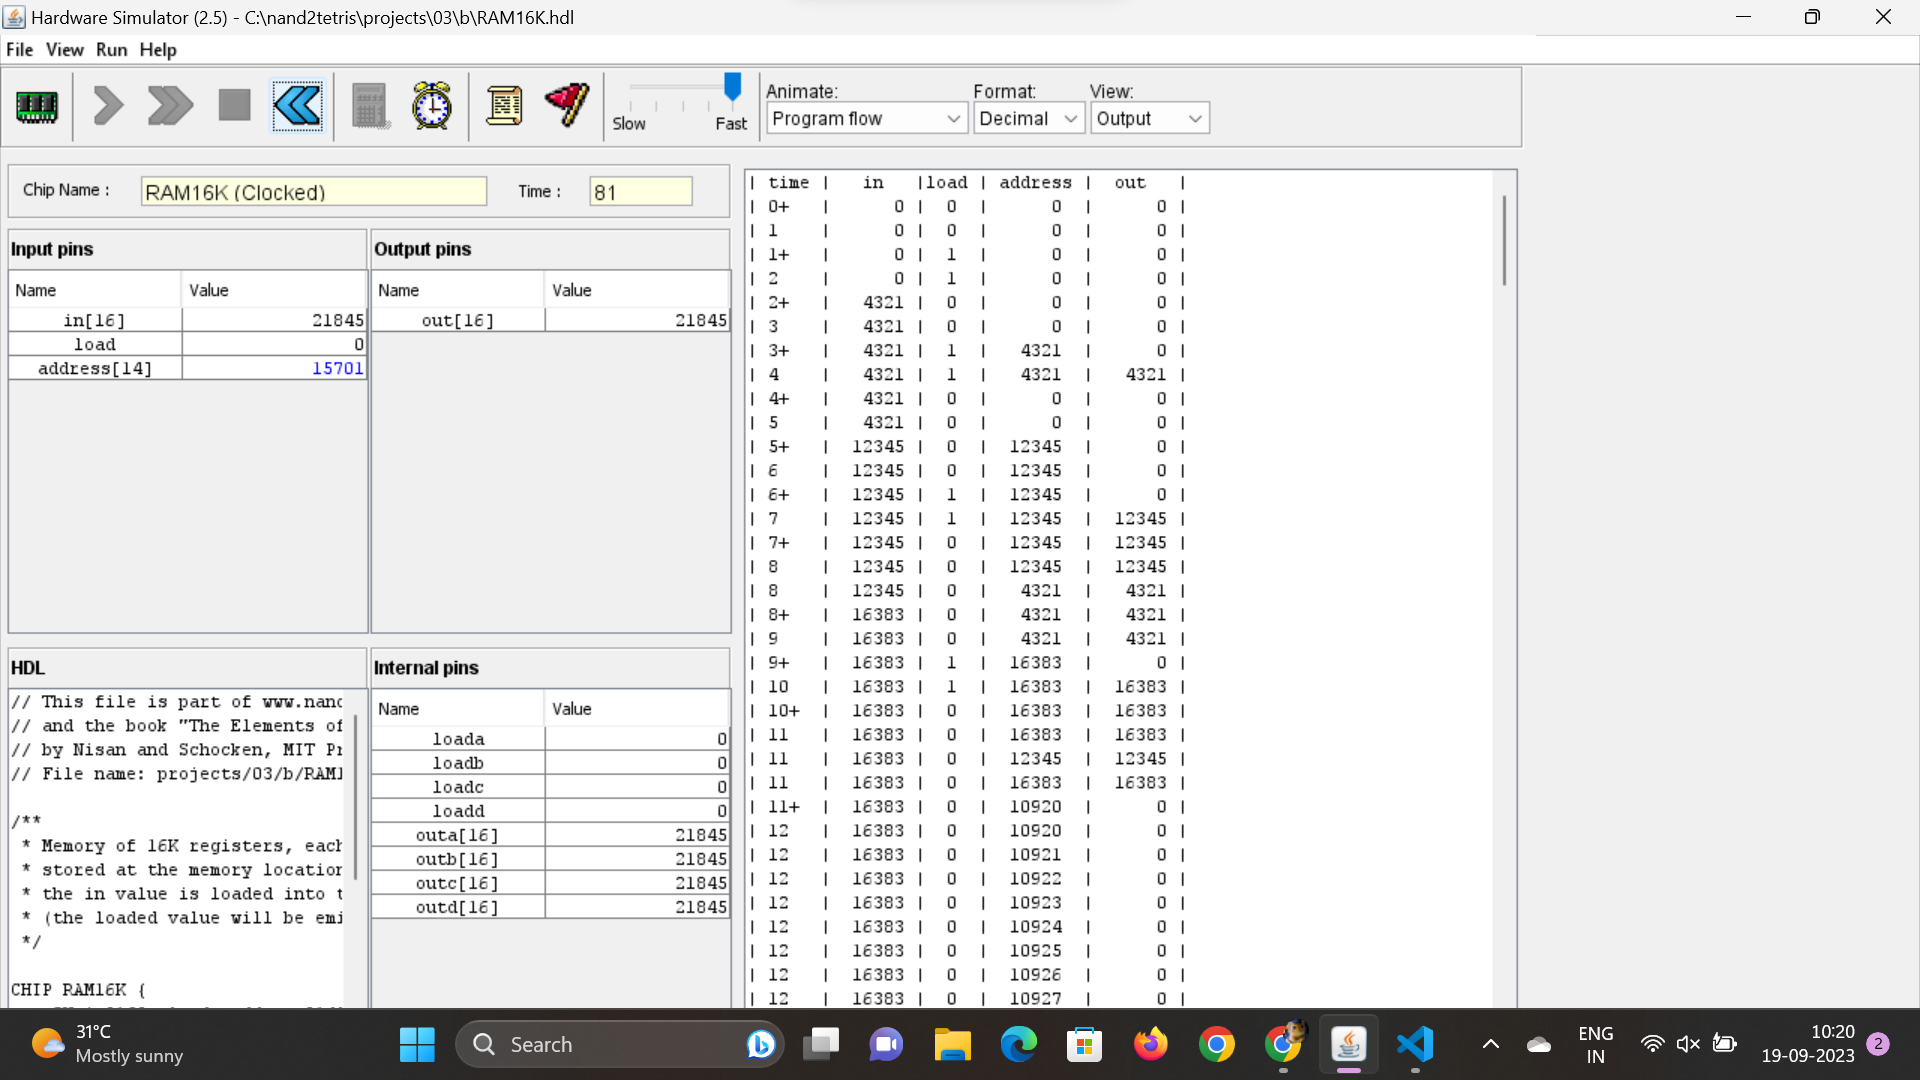 Hardware Simulator (2.5) - C:\nand2tetris\projects\03\b\RAM16K.hdl
File View Run Help
Slow Fast
Animate: Format: View:
Program flow Decimal Output
Chip Name : RAM16K (Clocked) Time : 81
Input pins
Name Value
in[16] 21845
load 0
address[14] 15701
Output pins
Name Value
out[16] 21845
HDL
// This file is part of www.nanc
// and the book "The Elements of
// by Nisan and Schocken, MIT Pr
// File name: projects/03/b/RAM1
/**
* Memory of 16K registers, each
* stored at the memory location
* the in value is loaded into t
* (the loaded value will be emi
*/
CHIP RAM16K {
Internal pins
Name Value
loada 0
loadb 0
loadc 0
loadd 0
outa[16] 21845
outb[16] 21845
outc[16] 21845
outd[16] 21845
| time | in |load | address | out |
| 0+ | 0 | 0 | 0 | 0 |
| 1 | 0 | 0 | 0 | 0 |
| 1+ | 0 | 1 | 0 | 0 |
| 2 | 0 | 1 | 0 | 0 |
| 2+ | 4321 | 0 | 0 | 0 |
| 3 | 4321 | 0 | 0 | 0 |
| 3+ | 4321 | 1 | 4321 | 0 |
| 4 | 4321 | 1 | 4321 | 4321 |
| 4+ | 4321 | 0 | 0 | 0 |
| 5 | 4321 | 0 | 0 | 0 |
| 5+ | 12345 | 0 | 12345 | 0 |
| 6 | 12345 | 0 | 12345 | 0 |
| 6+ | 12345 | 1 | 12345 | 0 |
| 7 | 12345 | 1 | 12345 | 12345 |
| 7+ | 12345 | 0 | 12345 | 12345 |
| 8 | 12345 | 0 | 12345 | 12345 |
| 8 | 12345 | 0 | 4321 | 4321 |
| 8+ | 16383 | 0 | 4321 | 4321 |
| 9 | 16383 | 0 | 4321 | 4321 |
| 9+ | 16383 | 1 | 16383 | 0 |
| 10 | 16383 | 1 | 16383 | 16383 |
| 10+ | 16383 | 0 | 16383 | 16383 |
| 11 | 16383 | 0 | 16383 | 16383 |
| 11 | 16383 | 0 | 12345 | 12345 |
| 11 | 16383 | 0 | 16383 | 16383 |
| 11+ | 16383 | 0 | 10920 | 0 |
| 12 | 16383 | 0 | 10920 | 0 |
| 12 | 16383 | 0 | 10921 | 0 |
| 12 | 16383 | 0 | 10922 | 0 |
| 12 | 16383 | 0 | 10923 | 0 |
| 12 | 16383 | 0 | 10924 | 0 |
| 12 | 16383 | 0 | 10925 | 0 |
| 12 | 16383 | 0 | 10926 | 0 |
| 12 | 16383 | 0 | 10927 | 0 |
31°C
Mostly sunny
Search
ENG
IN
10:20
19-09-2023
2